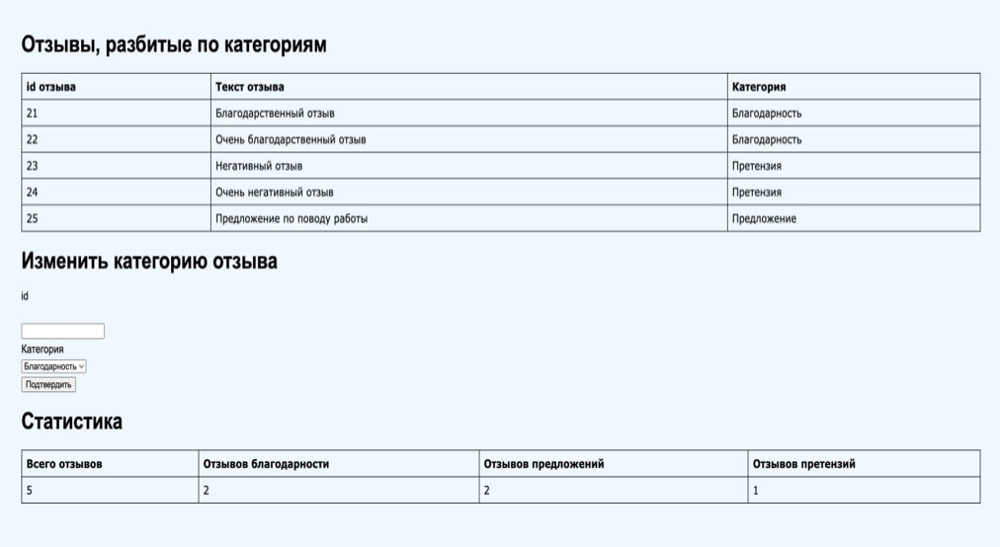 Отзывы, разбитые по категориям
id отзыва Текст отзыва Категория
21 Благодарственный отзыв Благодарность
22 Очень благодарственный отзыв Благодарность
23 Негативный отзыв Претензия
24 Очень негативный отзыв Претензия
25 Предложение по поводу работы Предложение
Изменить категорию отзыва
id
Категория
Благодарность
Подтвердить
Статистика
Всего отзывов Отзывов благодарности Отзывов предложений Отзывов претензий
5 2 2 1